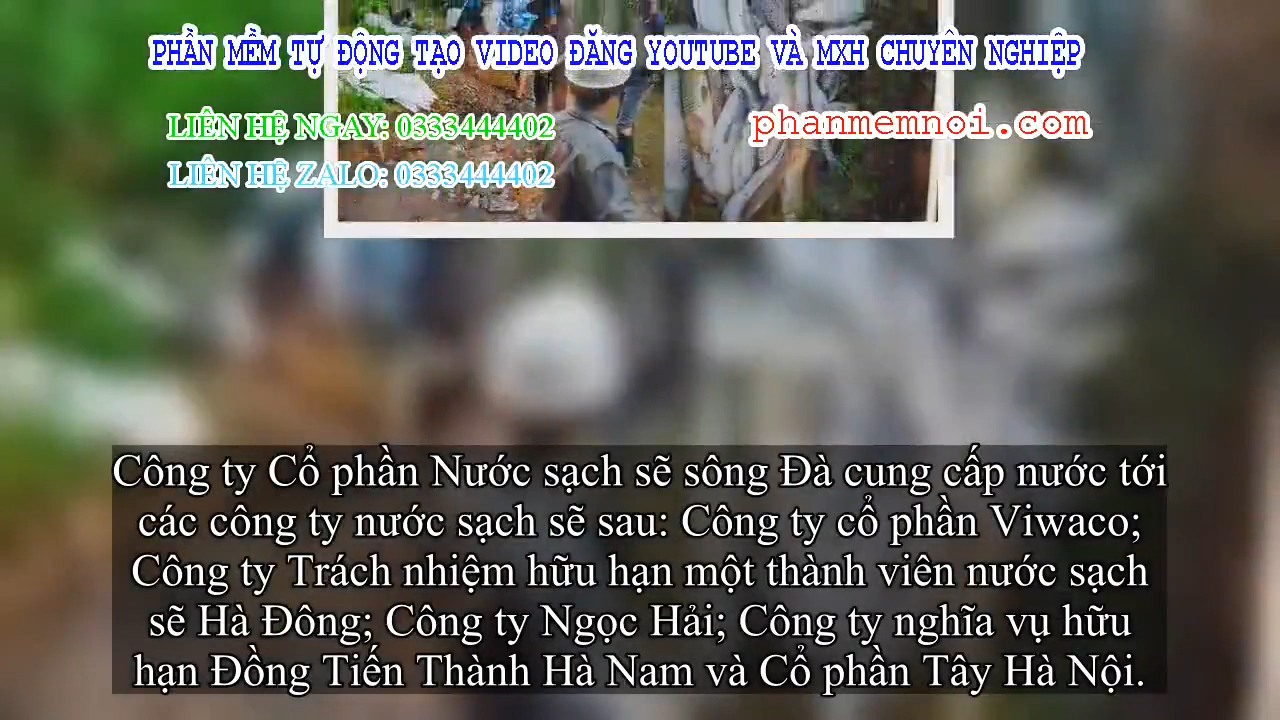 PHẦN MỀM TỰ ĐỘNG TẠO VIDEO ĐĂNG YOUTUBE VÀ MXH CHUYÊN NGHIỆP
LIÊN HỆ NGAY: 0333444402
phanmemnoi.com
LIÊN HỆ ZALO: 0333444402
Công ty Cổ phần Nước sạch sẽ sông Đà cung cấp nước tới
các công ty nước sạch sẽ sau: Công ty cổ phần Viwaco;
Công ty Trách nhiệm hữu hạn một thành viên nước sạch
sẽ Hà Đông; Công ty Ngọc Hải; Công ty nghĩa vụ hữu
hạn Đồng Tiến Thành Hà Nam và Cổ phần Tây Hà Nội.